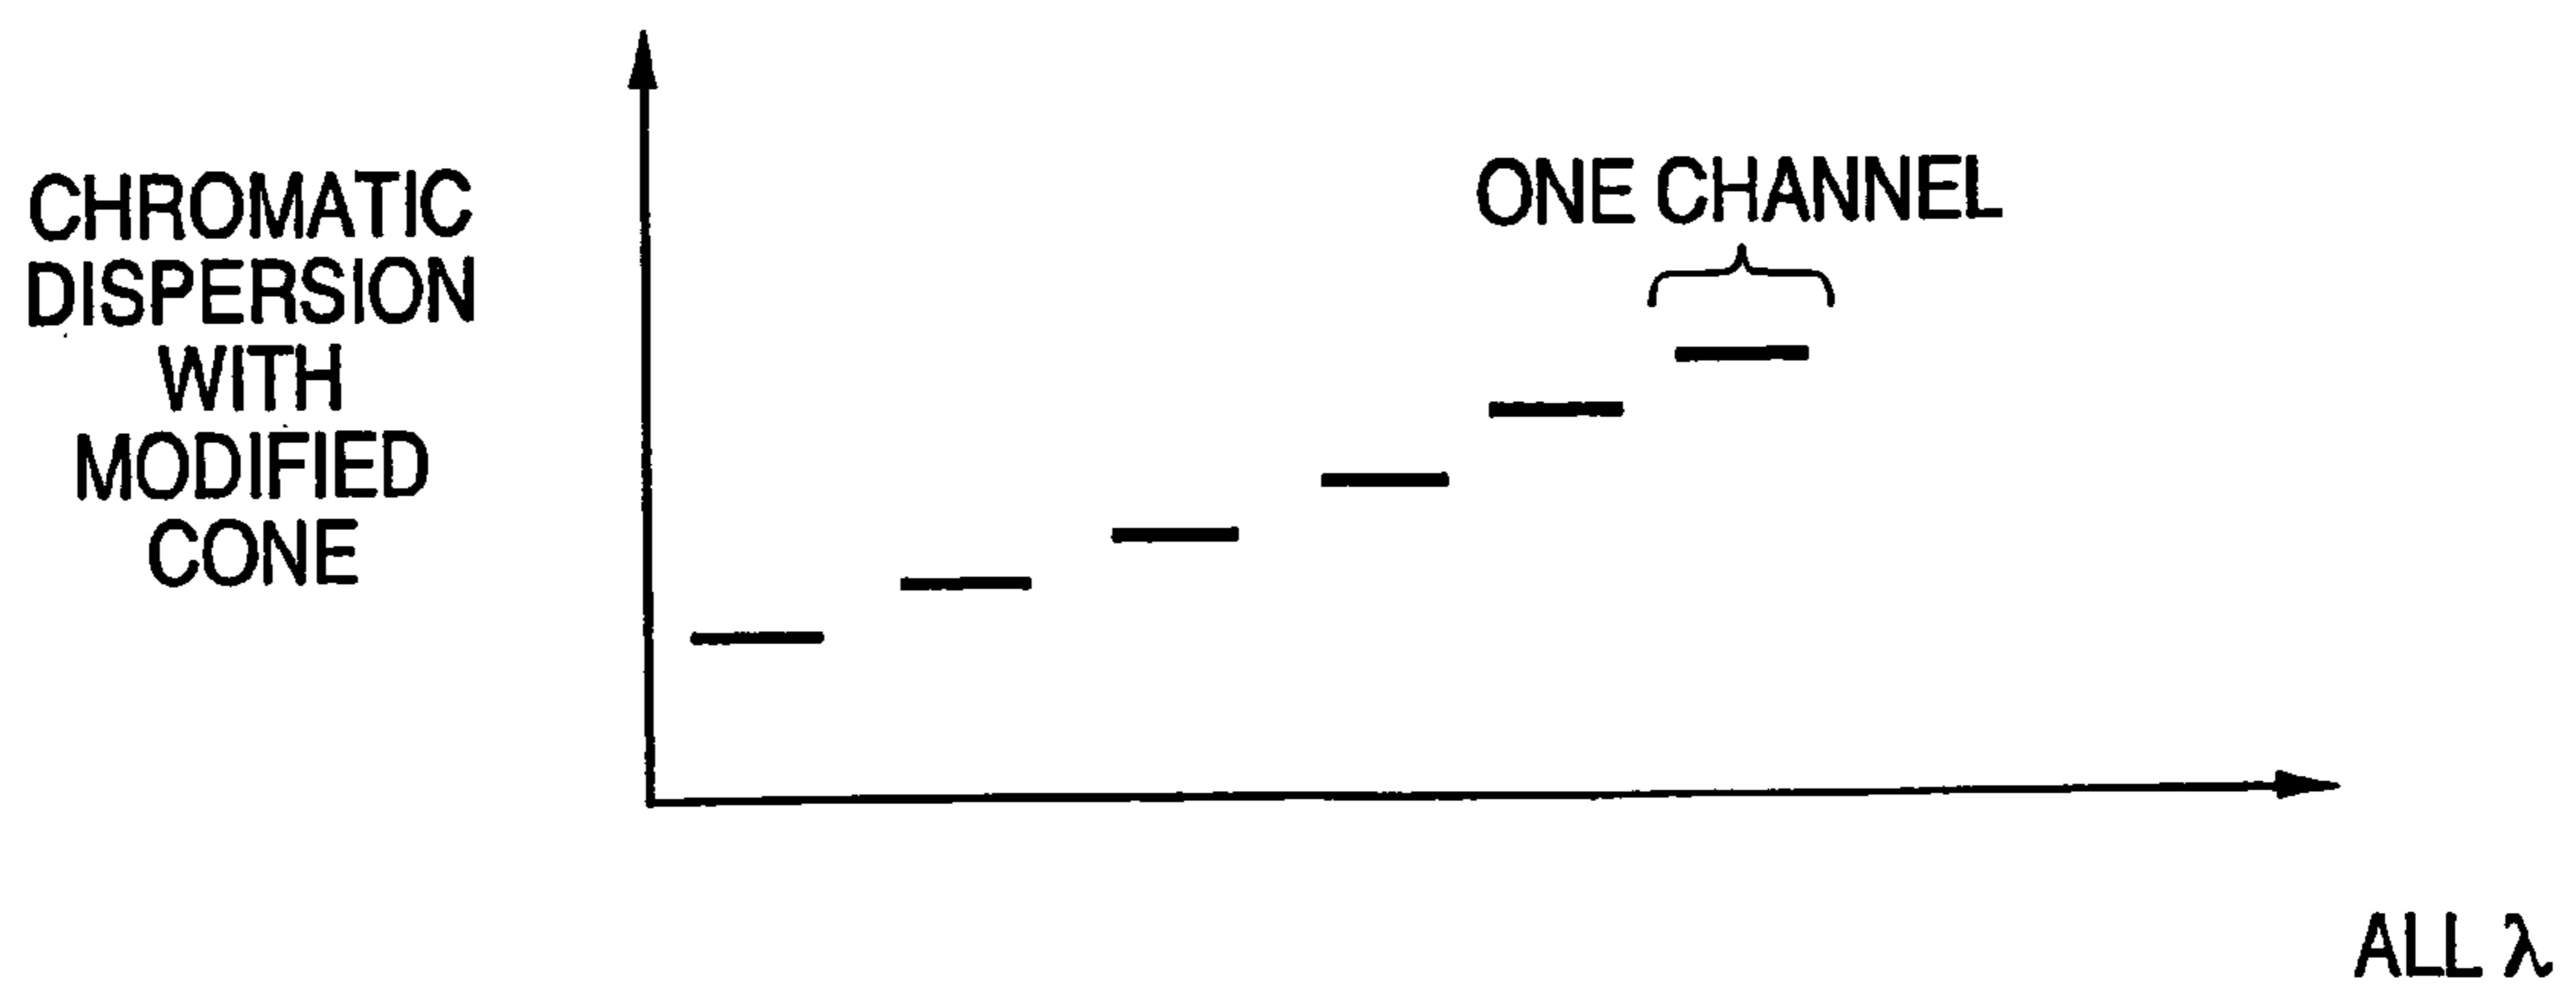 CHROMATIC
DISPERSION
WITH
MODIFIED
CONE
ONE CHANNEL
ALL λ